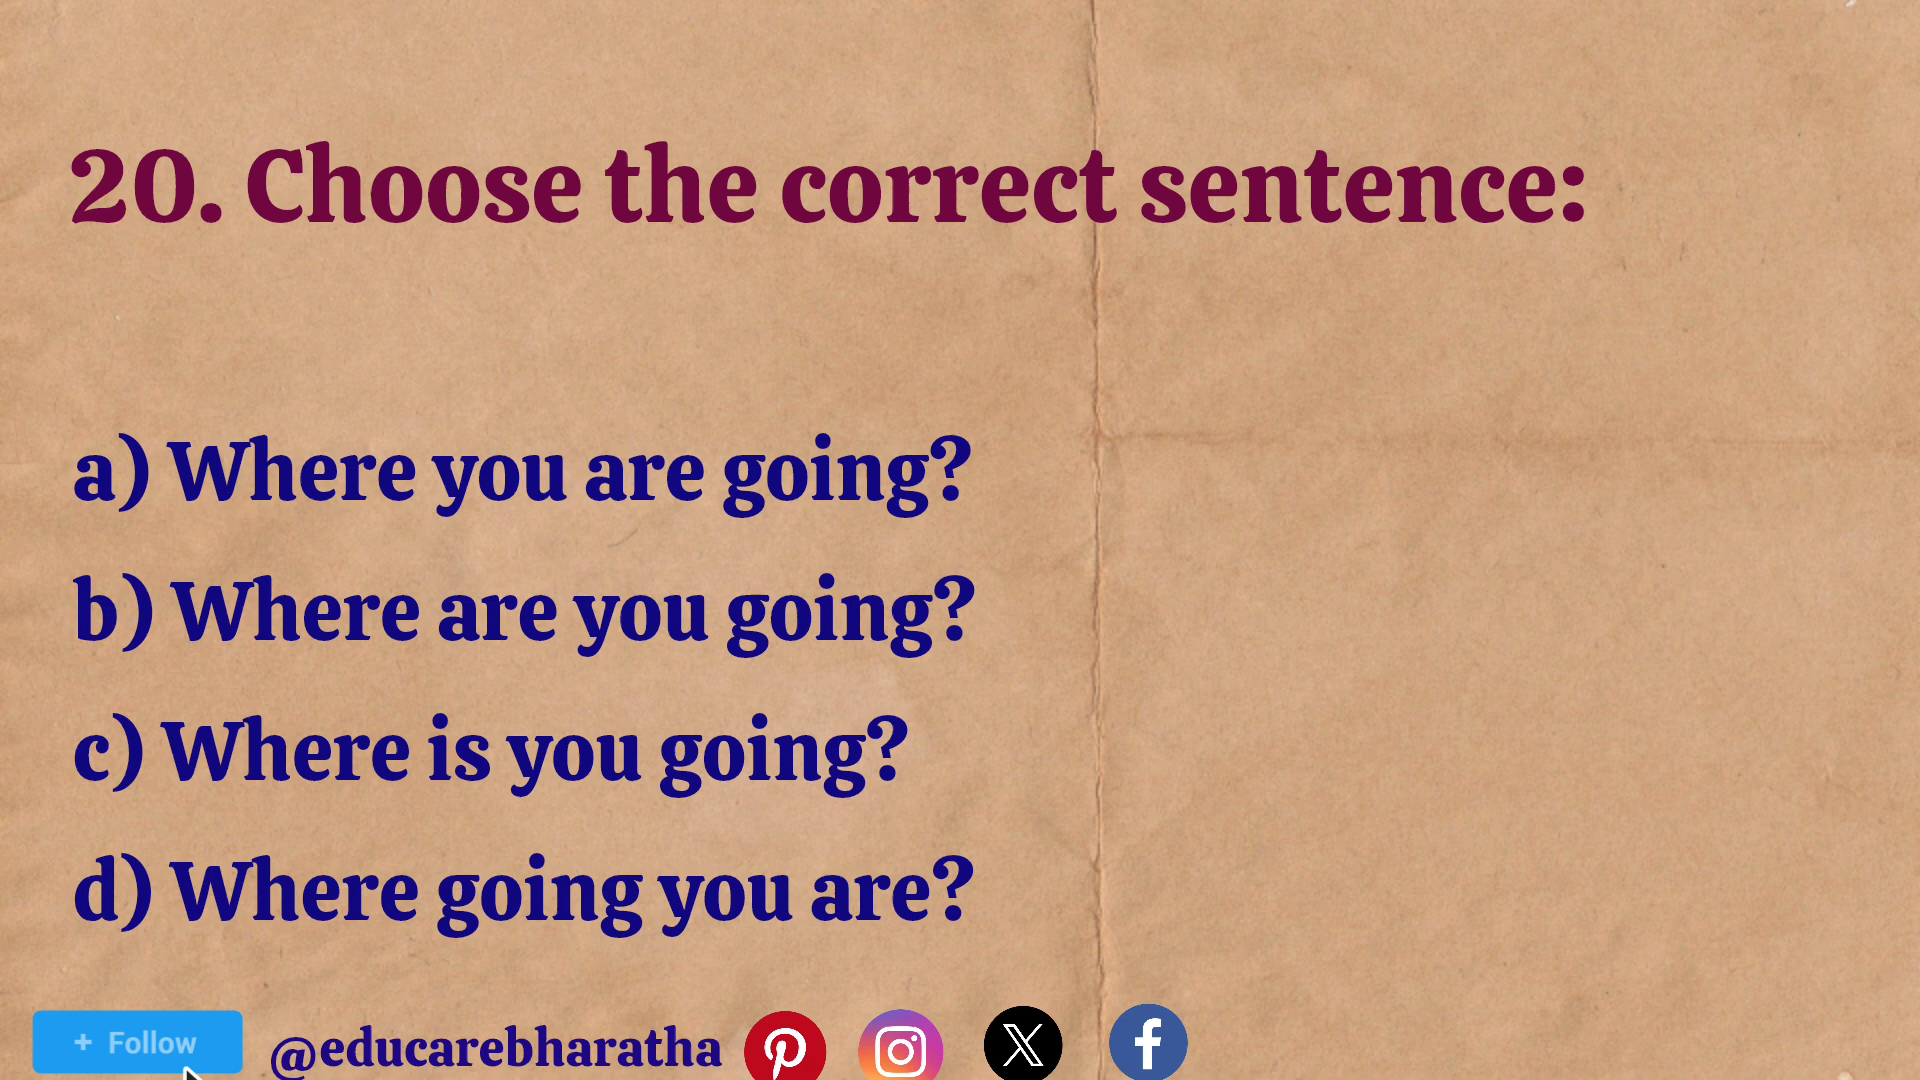 20. Choose the correct sentence:
a) Where you are going?
b) Where are you going?
c) Where is you going?
d) Where going you are?
+ Follow @educarebharatha